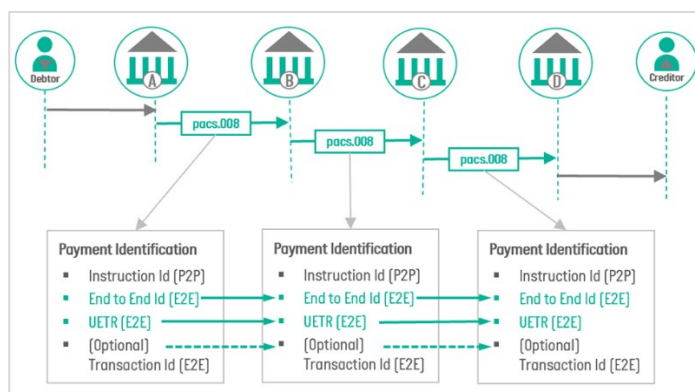 Debtor
A
B
C
D
Creditor
pacs.008
pacs.008
pacs.008
Payment Identification
Instruction Id (P2P)
End to End Id (E2E)
UETR (E2E)
(Optional)
Transaction Id (E2E)
Payment Identification
Instruction Id (P2P)
End to End Id (E2E)
UETR (E2E)
(Optional)
Transaction Id (E2E)
Payment Identification
Instruction Id (P2P)
End to End Id (E2E)
UETR (E2E)
(Optional)
Transaction Id (E2E)